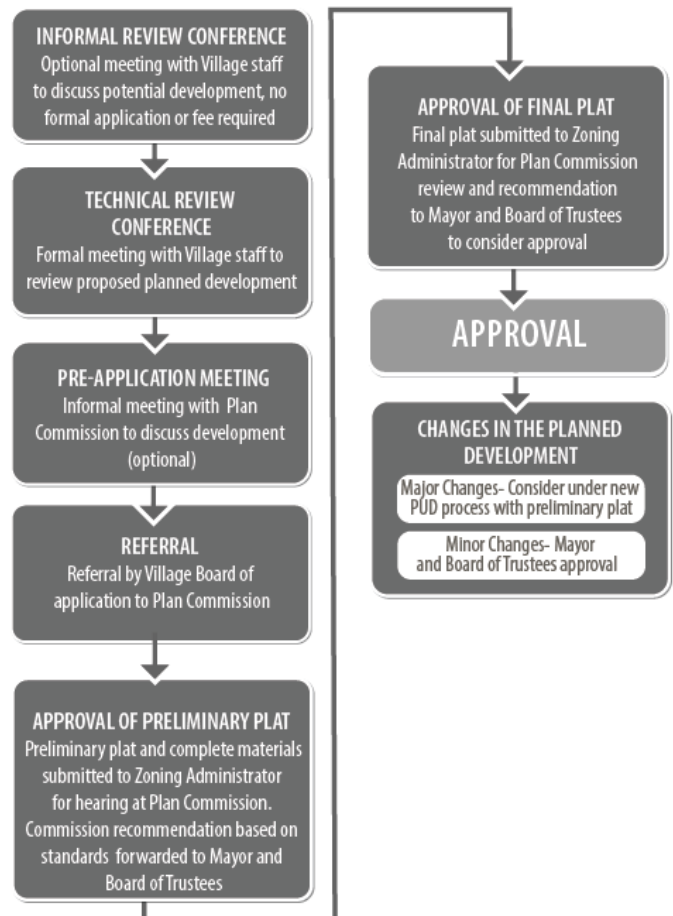 INFORMAL REVIEW CONFERENCE
Optional meeting with Village staff
to discuss potential development, no
formal application or fee required
TECHNICAL REVIEW
CONFERENCE
Formal meeting with Village staff to
review proposed planned development
PRE-APPLICATION MEETING
Informal meeting with Plan
Commission to discuss development
(optional)
REFERRAL
Referral by Village Board of
application to Plan Commission
APPROVAL OF PRELIMINARY PLAT
Preliminary plat and complete materials
submitted to Zoning Administrator
for hearing at Plan Commission.
Commission recommendation based on
standards forwarded to Mayor and
Board of Trustees
APPROVAL OF FINAL PLAT
Final plat submitted to Zoning
Administrator for Plan Commission
review and recommendation
to Mayor and Board of Trustees
to consider approval
APPROVAL
CHANGES IN THE PLANNED
DEVELOPMENT
Major Changes- Consider under new
PUD process with preliminary plat
Minor Changes- Mayor
and Board of Trustees approval